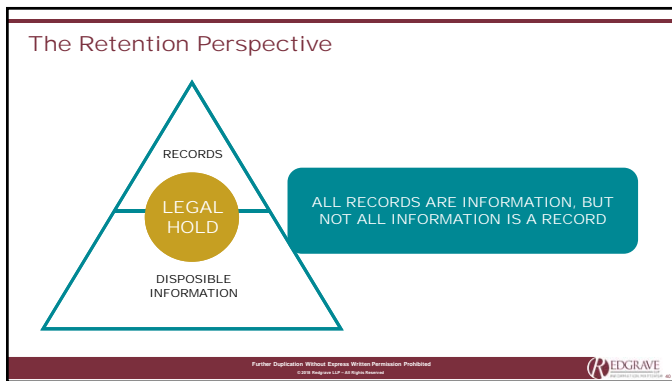 The Retention Perspective
RECORDS
LEGAL
HOLD
ALL RECORDS ARE INFORMATION, BUT
NOT ALL INFORMATION IS A RECORD
DISPOSIBLE
INFORMATION
Further Duplication Without Express Written Permission Prohibited
REDGRAVE